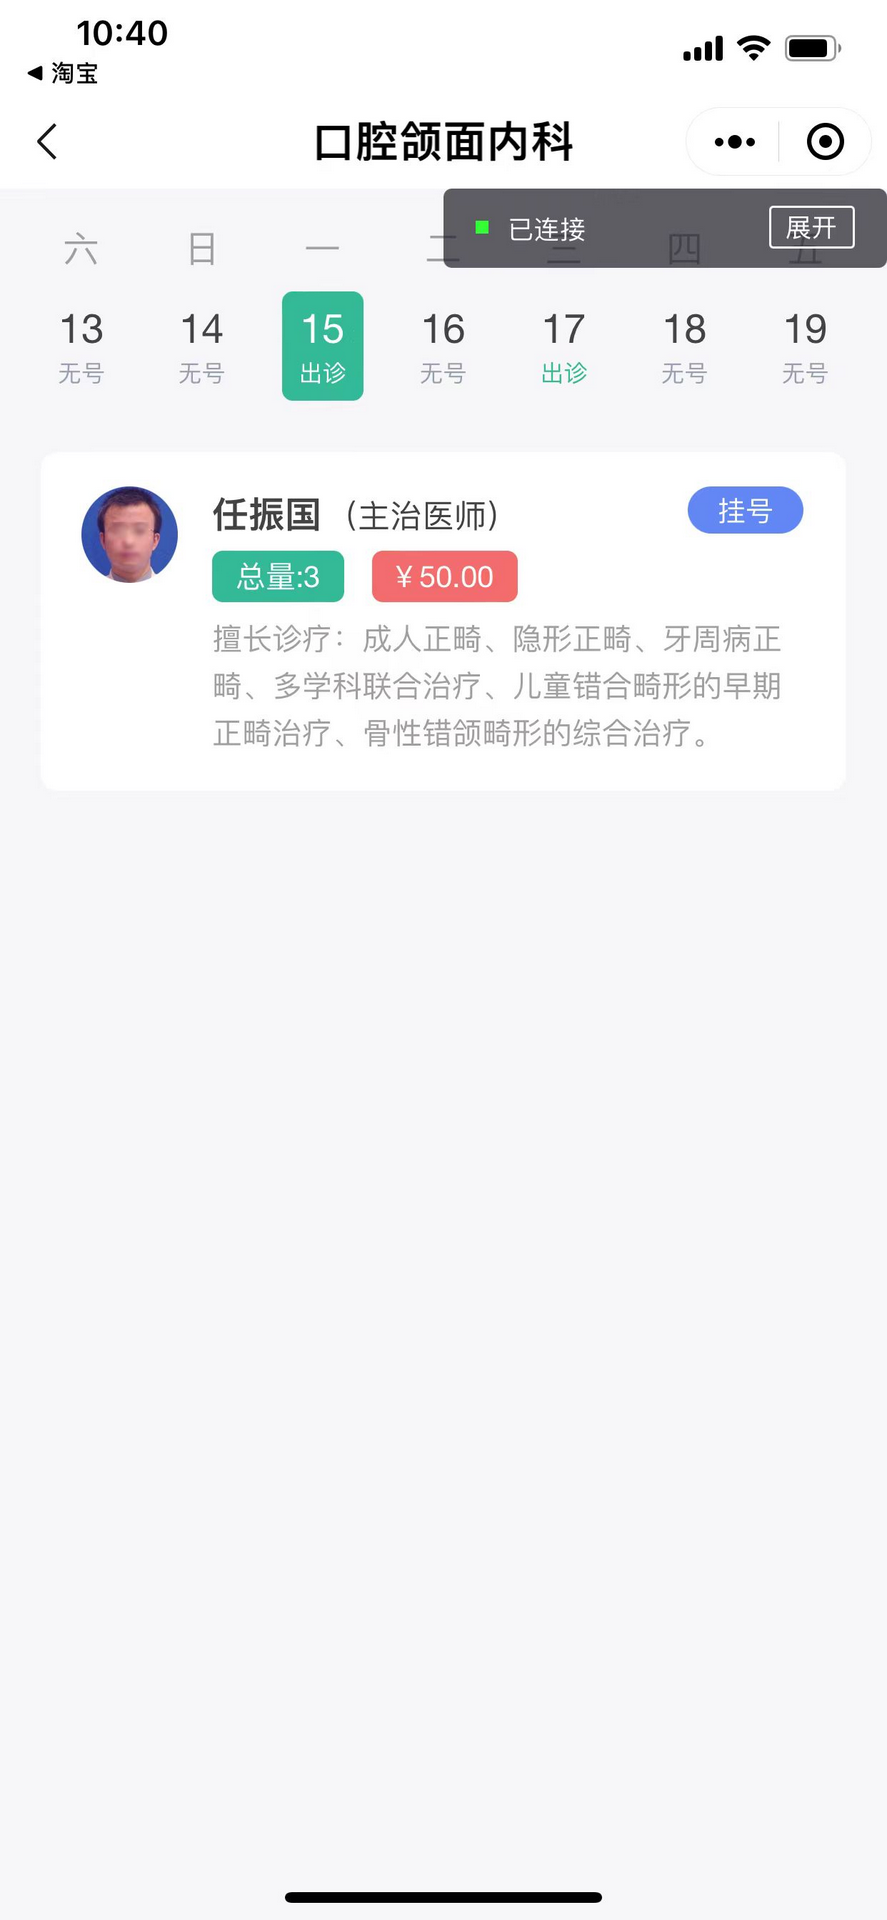 10:40
淘宝
口腔颌面内科
已连接
展开
六 日 一 二 三 四 五
13 14 15 16 17 18 19
无号 无号 出诊 无号 出诊 无号 无号
任振国（主治医师）
挂号
总量:3
￥50.00
擅长诊疗：成人正畸、隐形正畸、牙周病正
畸、多学科联合治疗、儿童错合畸形的早期
正畸治疗、骨性错颌畸形的综合治疗。